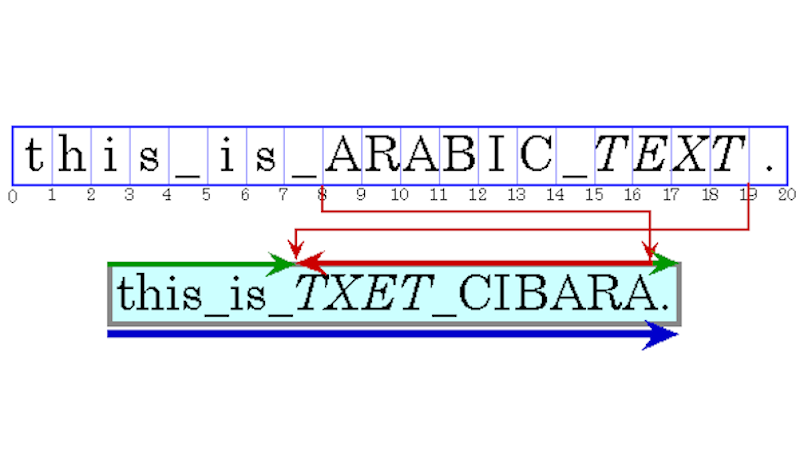 this_is_ARABIC_TEXT.
0 1 2 3 4 5 6 7 8 9 10 11 12 13 14 15 16 17 18 19 20
this_is_TXET_CIBARA.